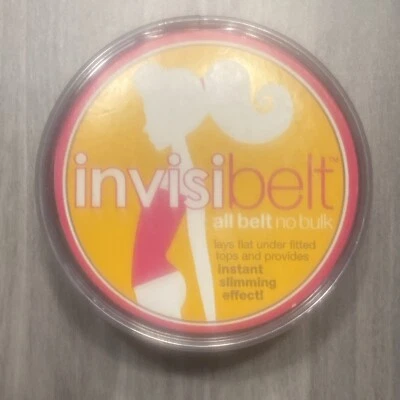 invisibelt™
all belt no bulk
lays flat under fitted
tops and provides
instant
slimming
effect!